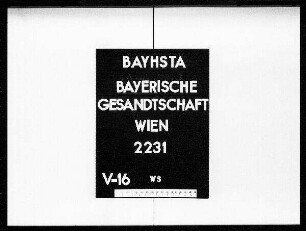 BAYHSTA
BAYERISCHE
GESANDTSCHAFT
WIEN
2231
V-16 WS